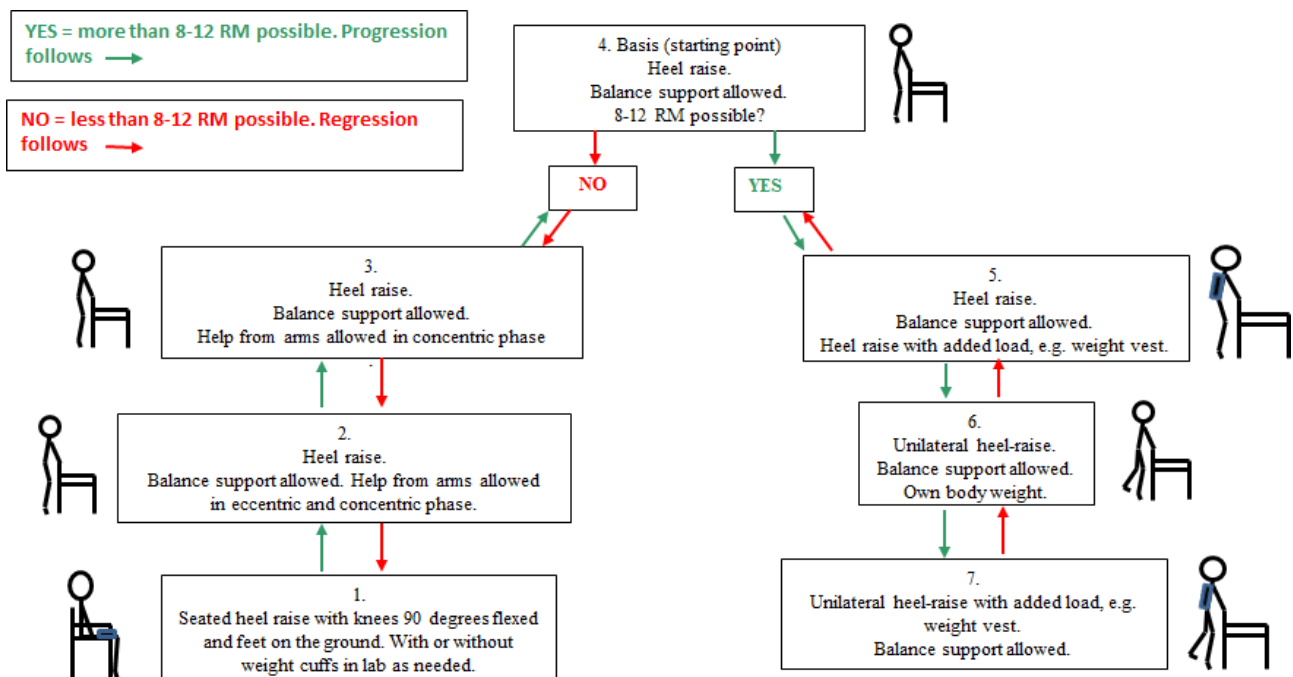 YES = more than 8-12 RM possible. Progression
follows
NO = less than 8-12 RM possible. Regression
follows
4. Basis (starting point)
Heel raise.
Balance support allowed.
8-12 RM possible?
NO
YES
3.
Heel raise.
Balance support allowed.
Help from arms allowed in concentric phase
.
5.
Heel raise.
Balance support allowed.
Heel raise with added load, e.g. weight vest.
2.
Heel raise.
Balance support allowed. Help from arms allowed
in eccentric and concentric phase.
6.
Unilateral heel-raise.
Balance support allowed.
Own body weight.
1.
Seated heel raise with knees 90 degrees flexed
and feet on the ground. With or without
weight cuffs in lab as needed.
7.
Unilateral heel-raise with added load, e.g.
weight vest.
Balance support allowed.